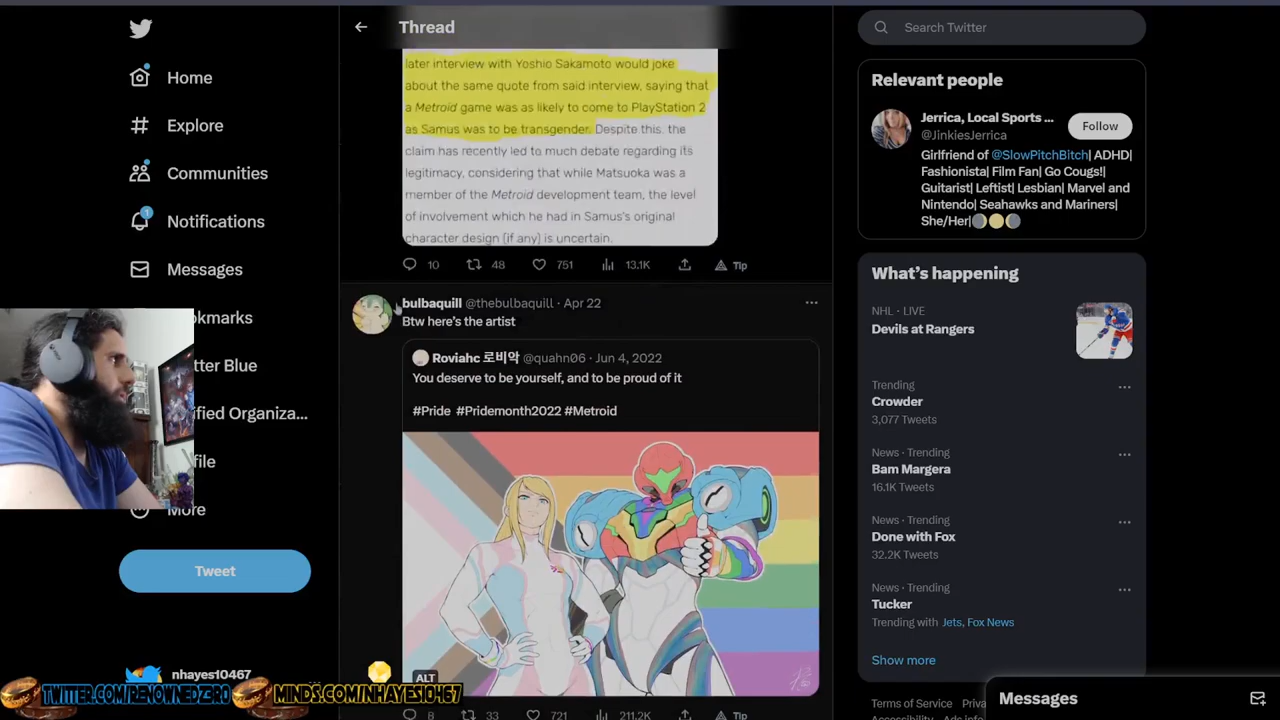 Thread
Search Twitter
Home
Explore
Communities
1
Notifications
Messages
okmarks
tter Blue
ified Organiza...
file
More
Tweet
nhayes10467
later interview with Yoshio Sakamoto would joke
about the same quote from said interview, saying that
a Metroid game was as likely to come to PlayStation 2
as Samus was to be transgender. Despite this, the
claim has recently led to much debate regarding its
legitimacy, considering that while Matsuoka was a
member of the Metroid development team, the level
of involvement which he had in Samus's original
character design (if any) is uncertain.
10 48 751 13.1K Tip
bulbaquill @thebulbaquill · Apr 22
Btw here's the artist
Roviahc 로비악 @quahn06 · Jun 4, 2022
You deserve to be yourself, and to be proud of it
#Pride #Pridemonth2022 #Metroid
ALT
8 33 721 211.2K Tip
Relevant people
Jerrica, Local Sports ...
Follow
@JinkiesJerrica
Girlfriend of @SlowPitchBitch| ADHD|
Fashionista| Film Fan| Go Cougs!|
Guitarist| Leftist| Lesbian| Marvel and
Nintendo| Seahawks and Mariners|
She/Her|
What's happening
NHL · LIVE
Devils at Rangers
Trending
Crowder
3,077 Tweets
News · Trending
Bam Margera
16.1K Tweets
News · Trending
Done with Fox
32.2K Tweets
News · Trending
Tucker
Trending with Jets, Fox News
Show more
Terms of Service Priva
Messages
TWITTER.COM/RENOWNEDZ3R0
MINDS.COM/NHAYES10467